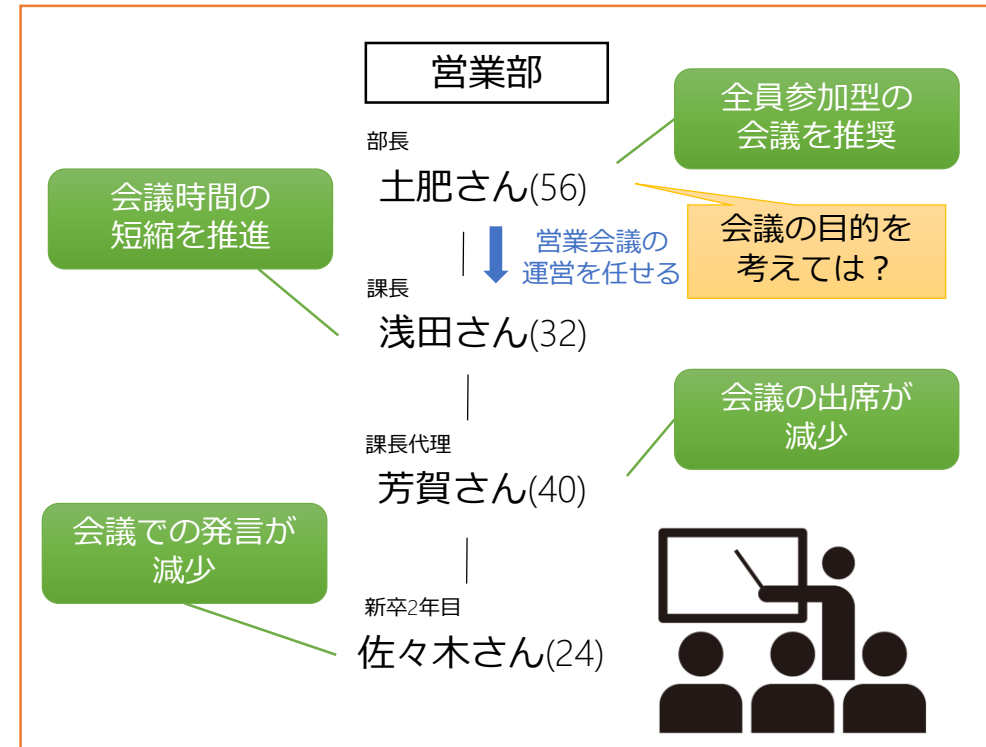 営業部
全員参加型の
会議を推奨
部長
土肥さん(56)
会議時間の
短縮を推進
会議の目的を
考えては？
営業会議の
運営を任せる
課長
浅田さん(32)
会議の出席が
減少
課長代理
芳賀さん(40)
会議での発言が
減少
新卒2年目
佐々木さん(24)